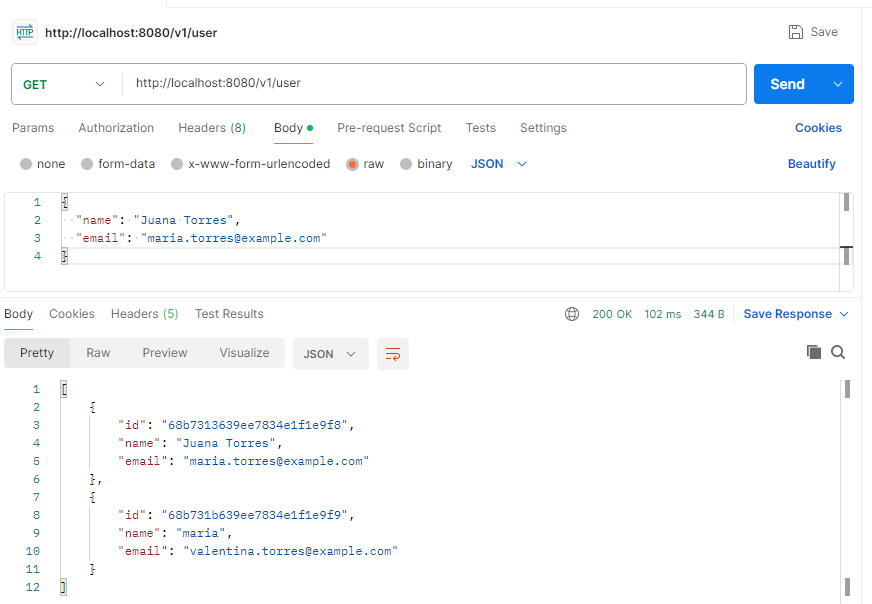 HTTP http://localhost:8080/v1/user Save
GET http://localhost:8080/v1/user Send
Params Authorization Headers (8) Body Pre-request Script Tests Settings Cookies
none form-data x-www-form-urlencoded raw binary JSON Beautify
1 {
2 "name": "Juana Torres",
3 "email": "maria.torres@example.com"
4 }
Body Cookies Headers (5) Test Results 200 OK 102 ms 344 B Save Response
Pretty Raw Preview Visualize JSON
1 [
2 {
3 "id": "68b7313639ee7834e1f1e9f8",
4 "name": "Juana Torres",
5 "email": "maria.torres@example.com"
6 },
7 {
8 "id": "68b731b639ee7834e1f1e9f9",
9 "name": "maria",
10 "email": "valentina.torres@example.com"
11 }
12 ]